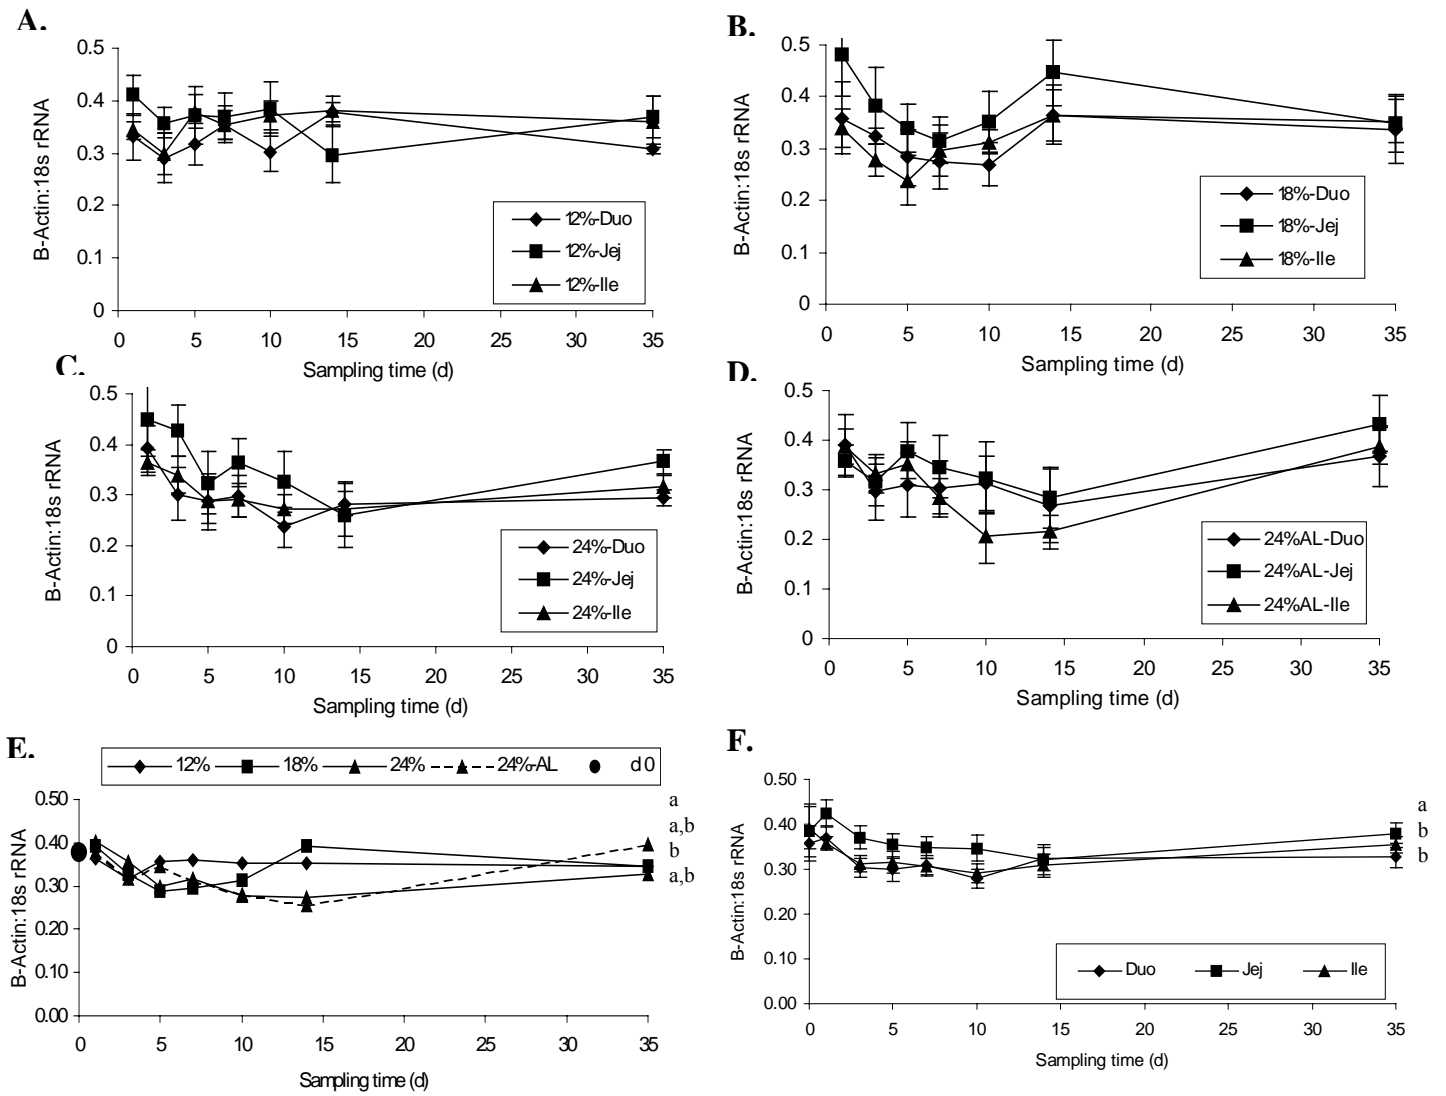 A.
0.5
0.4
0.3
0.2
0.1
0
B-Actin:18s rRNA
12%-Duo
12%-Jej
12%-Ile
0 5 10 15 20 25 30 35
Sampling time (d)
B.
0.5
0.4
0.3
0.2
0.1
0
B-Actin:18s rRNA
18%-Duo
18%-Jej
18%-Ile
0 5 10 15 20 25 30 35
Sampling time (d)
C.
0.5
0.4
0.3
0.2
0.1
0
B-Actin:18s rRNA
24%-Duo
24%-Jej
24%-Ile
0 5 10 15 20 25 30 35
Sampling time (d)
D.
0.5
0.4
0.3
0.2
0.1
0
B-Actin:18s rRNA
24%AL-Duo
24%AL-Jej
24%AL-Ile
0 5 10 15 20 25 30 35
Sampling time (d)
E.
12% 18% 24% 24%-AL d 0
0.50
0.40
0.30
0.20
0.10
0.00
B-Actin:18s rRNA
a
a,b
b
a,b
0 5 10 15 20 25 30 35
Sampling time (d)
F.
0.50
0.40
0.30
0.20
0.10
0.00
B-Actin:18s rRNA
a
b
b
Duo Jej Ile
0 5 10 15 20 25 30 35
Sampling time (d)